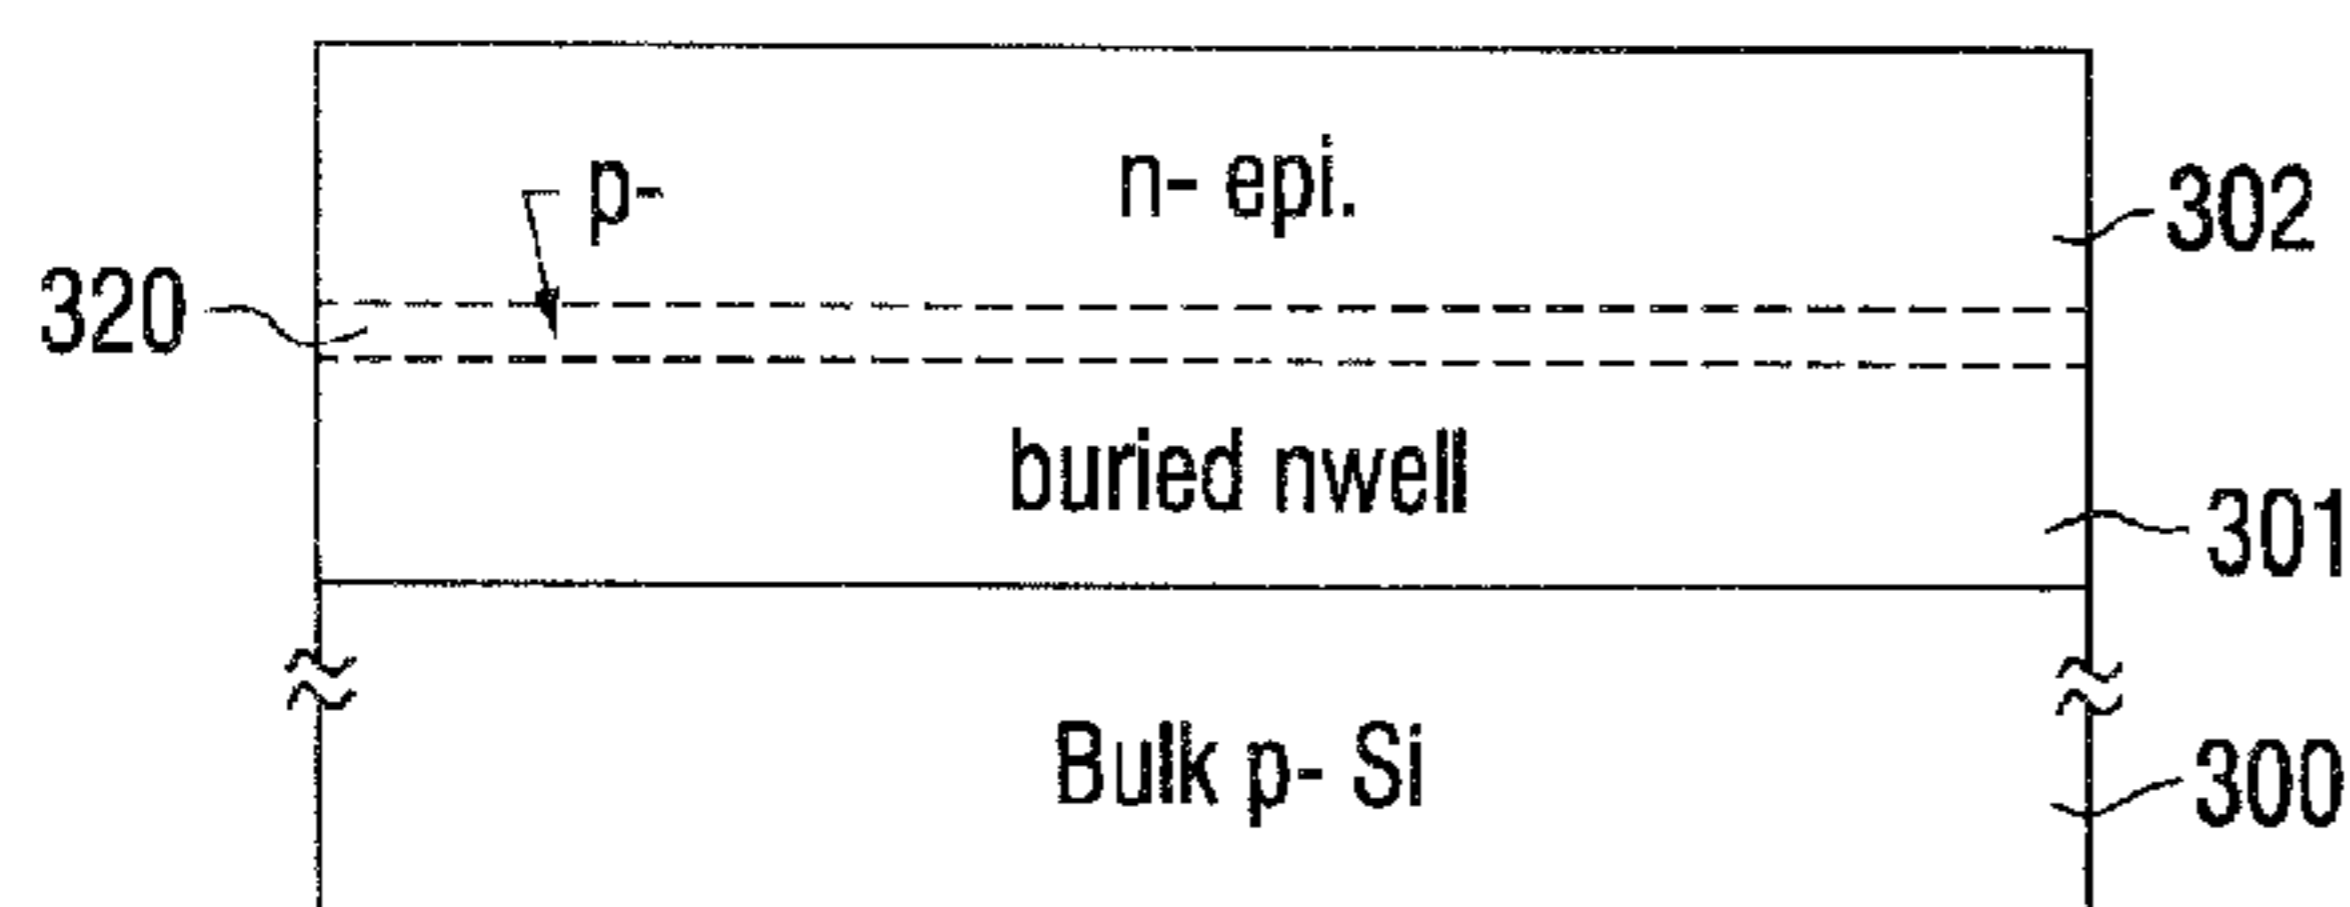 p-
n- epi.
302
320
buried nwell
301
Bulk p- Si
300